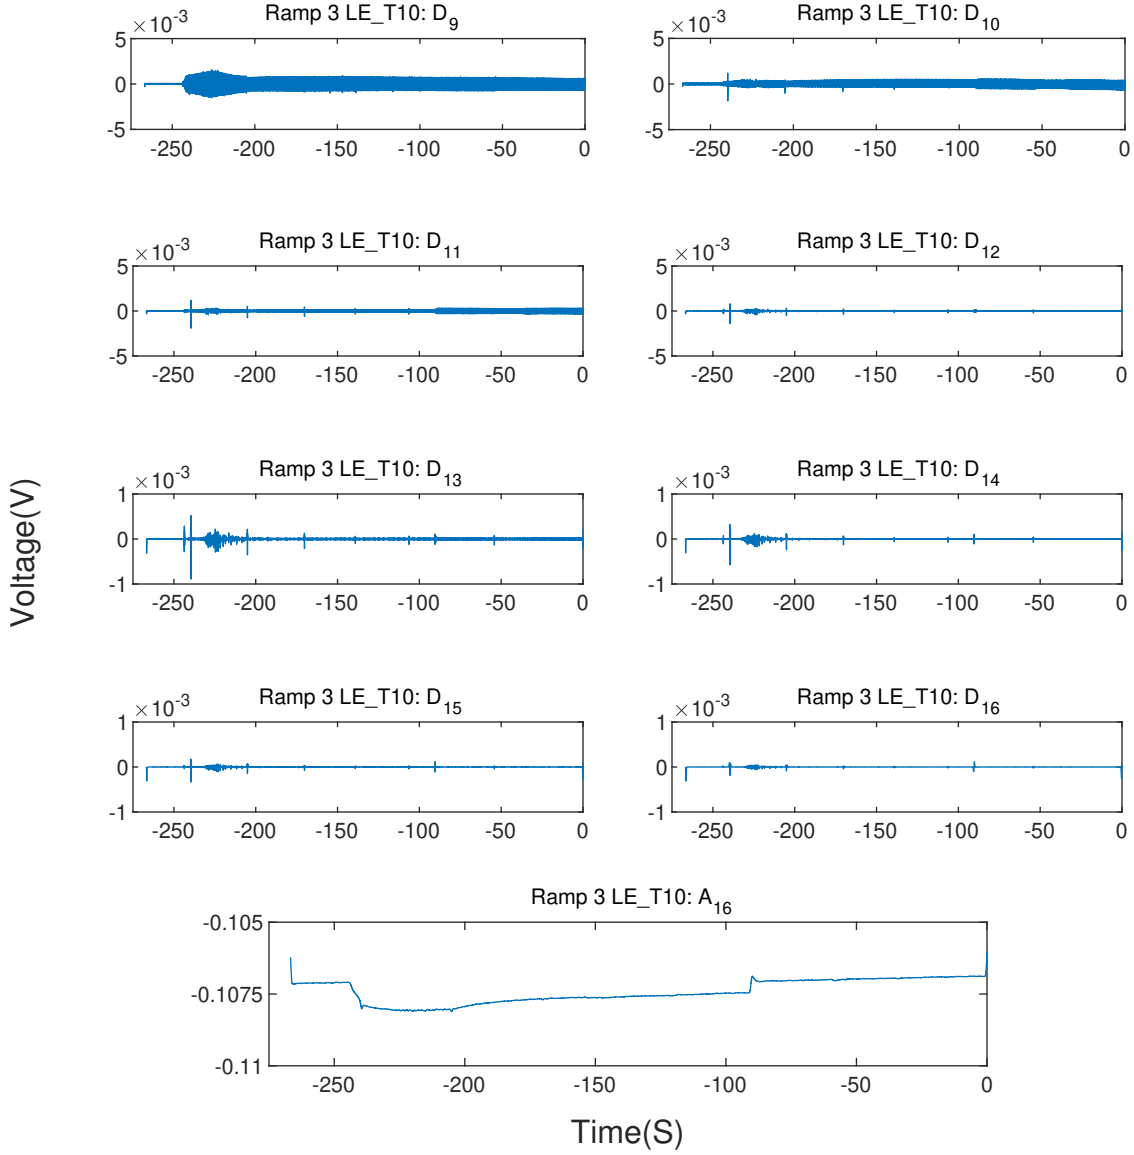 Ramp 3 LE_T10: D9
×10-3
5
0
-5
-250 -200 -150 -100 -50 0
Ramp 3 LE_T10: D10
×10-3
5
0
-5
-250 -200 -150 -100 -50 0
Ramp 3 LE_T10: D11
×10-3
5
0
-5
-250 -200 -150 -100 -50 0
Ramp 3 LE_T10: D12
×10-3
5
0
-5
-250 -200 -150 -100 -50 0
Voltage(V)
Ramp 3 LE_T10: D13
×10-3
1
0
-1
-250 -200 -150 -100 -50 0
Ramp 3 LE_T10: D14
×10-3
1
0
-1
-250 -200 -150 -100 -50 0
Ramp 3 LE_T10: D15
×10-3
1
0
-1
-250 -200 -150 -100 -50 0
Ramp 3 LE_T10: D16
×10-3
1
0
-1
-250 -200 -150 -100 -50 0
Ramp 3 LE_T10: A16
-0.105
-0.1075
-0.11
-250 -200 -150 -100 -50 0
Time(S)